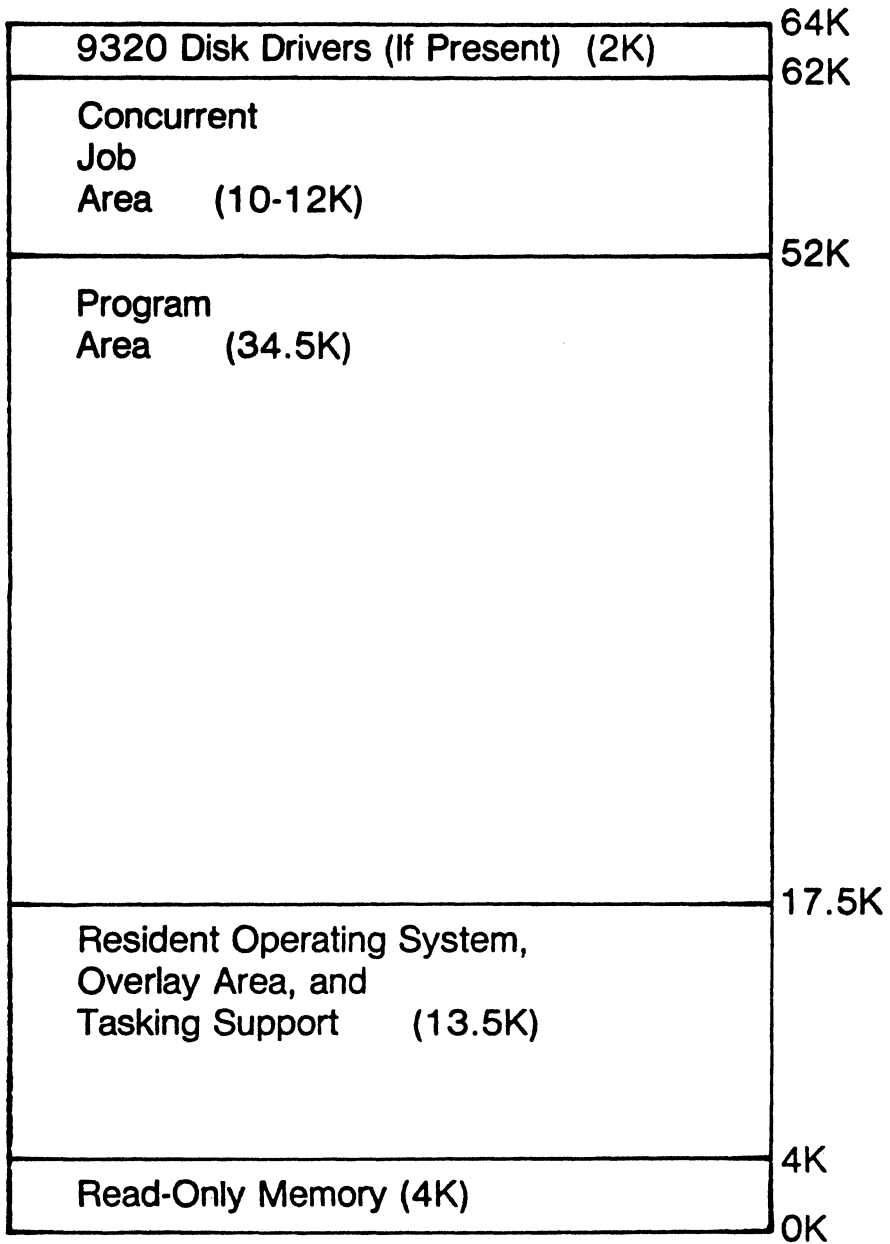 64K
9320 Disk Drivers (If Present) (2K)
62K
Concurrent
Job
Area (10-12K)
52K
Program
Area (34.5K)
17.5K
Resident Operating System,
Overlay Area, and
Tasking Support (13.5K)
4K
Read-Only Memory (4K)
0K